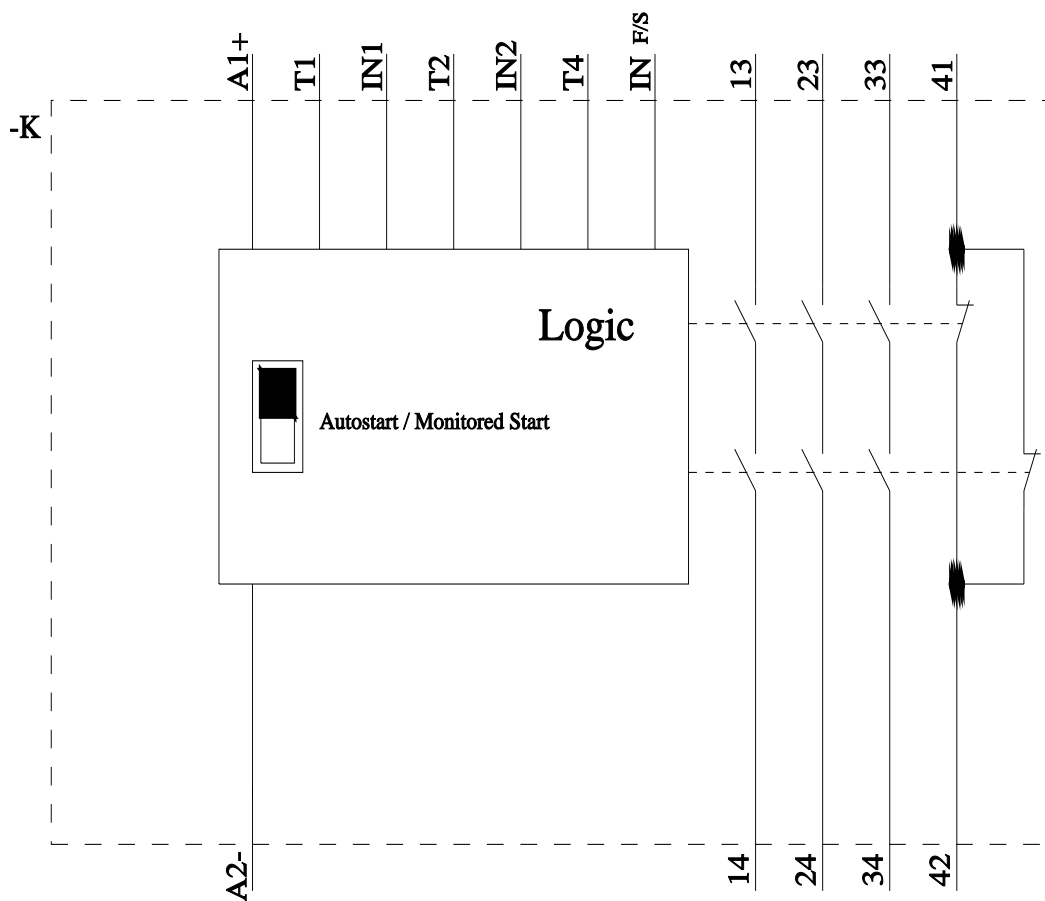 A1+
T1
IN1
T2
IN2
T4
IN F/S
13
23
33
41
-K
Logic
Autostart / Monitored Start
A2-
14
24
34
42